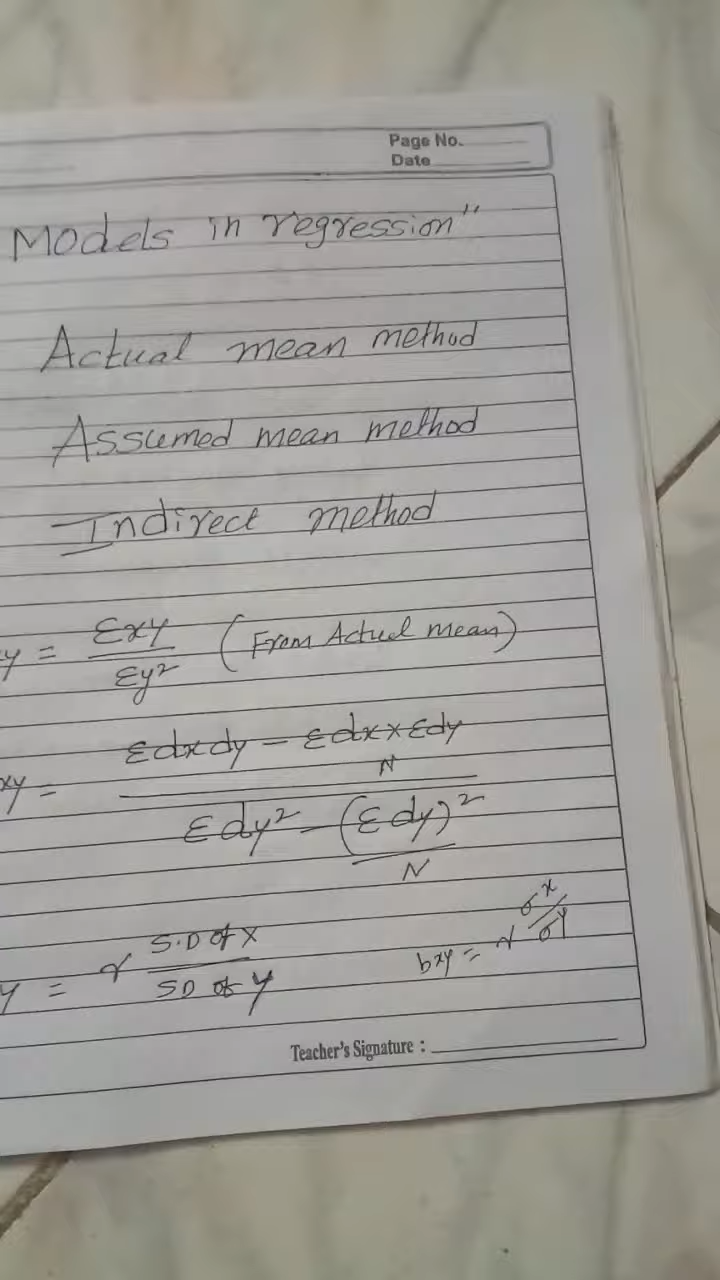 Page No.
Date
Models in regression"
Actual mean method
Assumed mean method
Indirect method
y = Σxy / Σy² (From Actual mean)
xy = Σdxdy - Σdx x Σdy / N
Σdy² - (Σdy)² / N
y = r S.D of X / SD of Y
bxy = r σx / σy
Teacher's Signature :